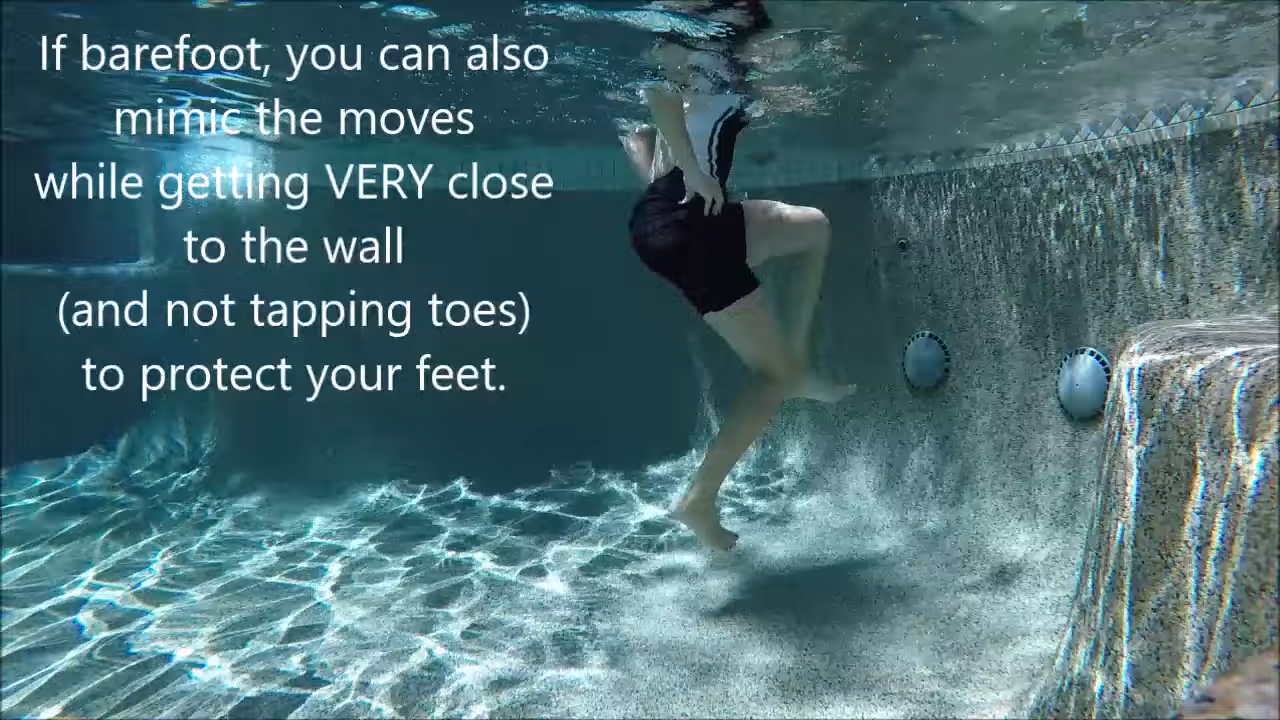 If barefoot, you can also
mimic the moves
while getting VERY close
to the wall
(and not tapping toes)
to protect your feet.